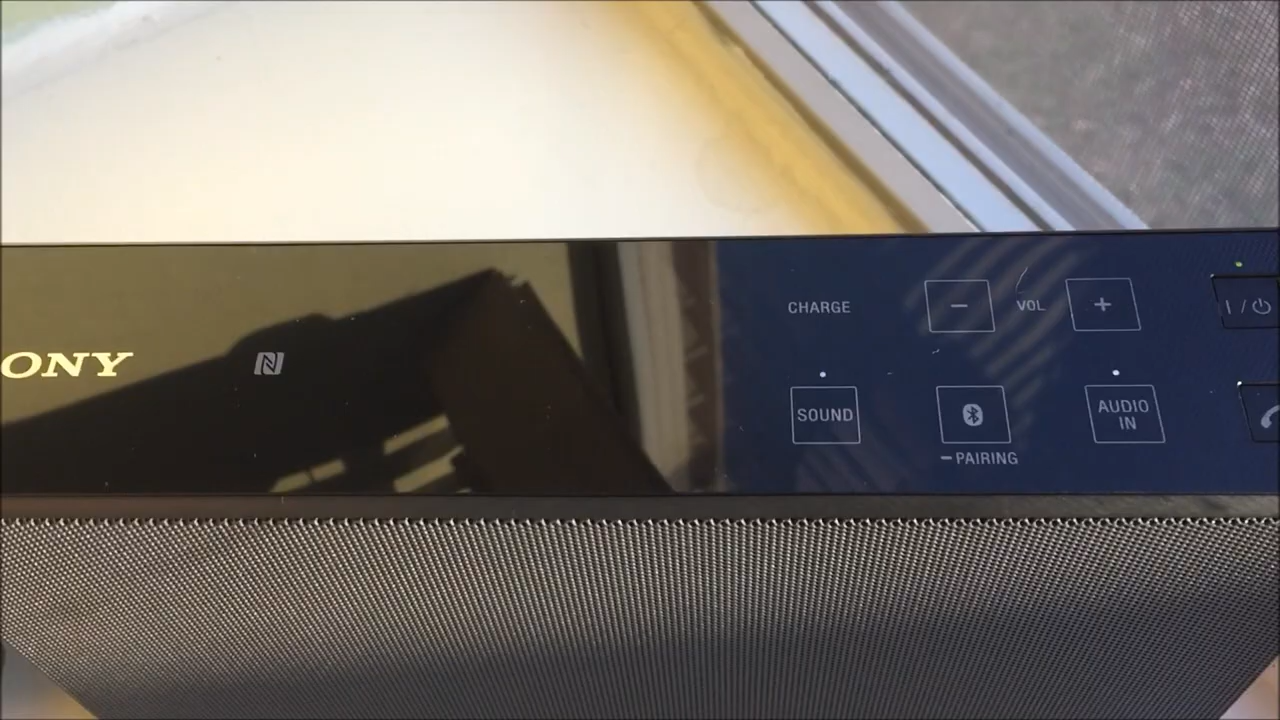 ONY
CHARGE
− VOL +
I / ⏻
SOUND
AUDIO
IN
–PAIRING